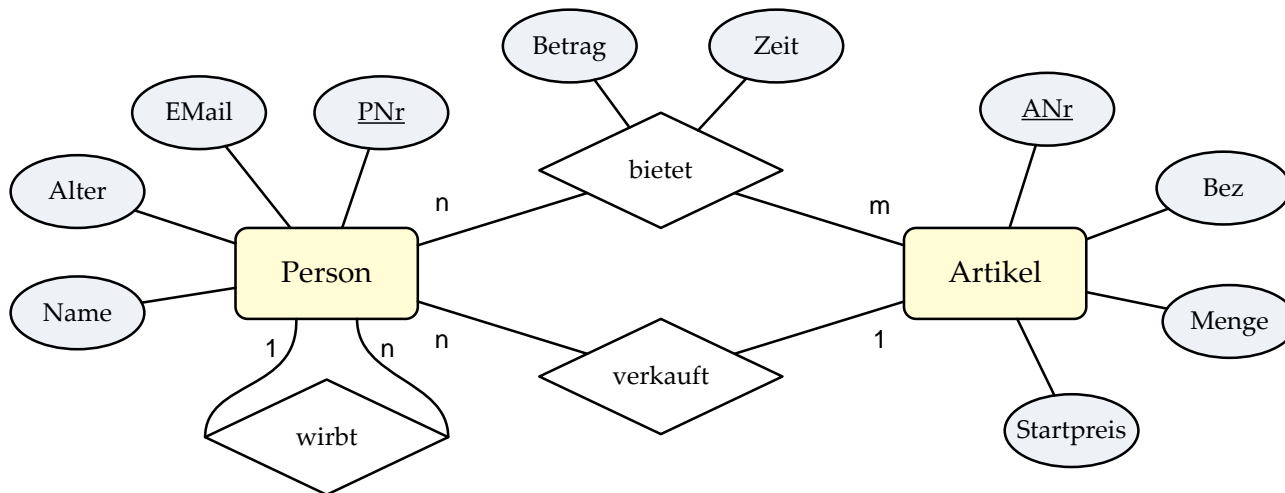 Betrag
Zeit
EMail
PNr
ANr
bietet
Alter
Bez
n
m
Person
Artikel
Name
Menge
1
n
n
verkauft
1
wirbt
Startpreis